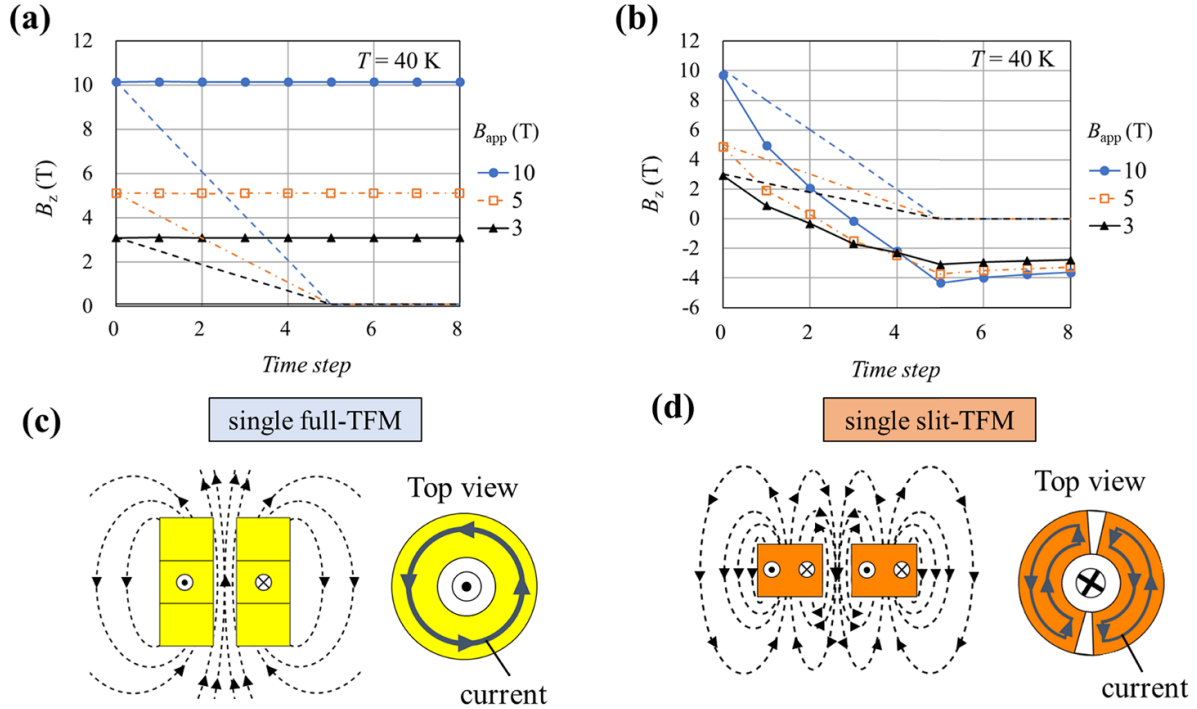 (a)
12
10
8
6
4
2
0
B_z (T)
T = 40 K
0 2 4 6 8
Time step
B_app (T)
10
5
3
(b)
12
10
8
6
4
2
0
-2
-4
-6
B_z (T)
T = 40 K
0 2 4 6 8
Time step
B_app (T)
10
5
3
(c)
single full-TFM
Top view
current
(d)
single slit-TFM
Top view
current